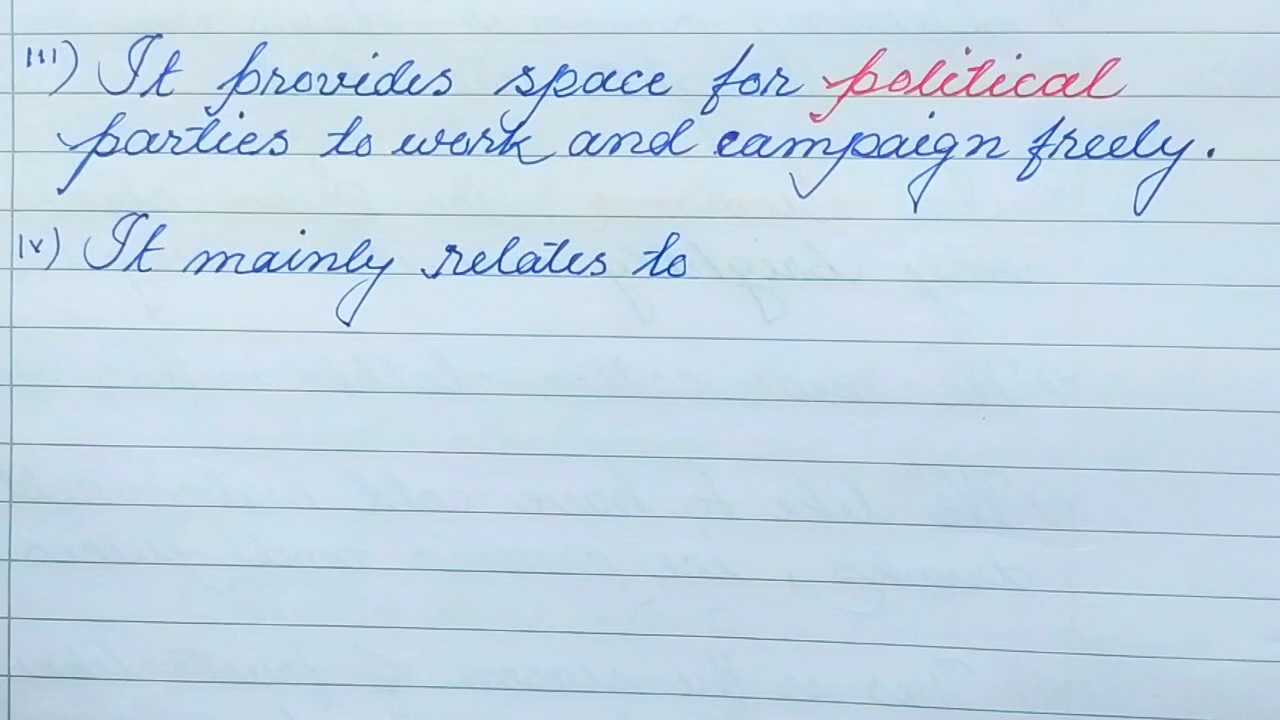 iii) It provides space for political
parties to work and campaign freely.
iv) It mainly relates to